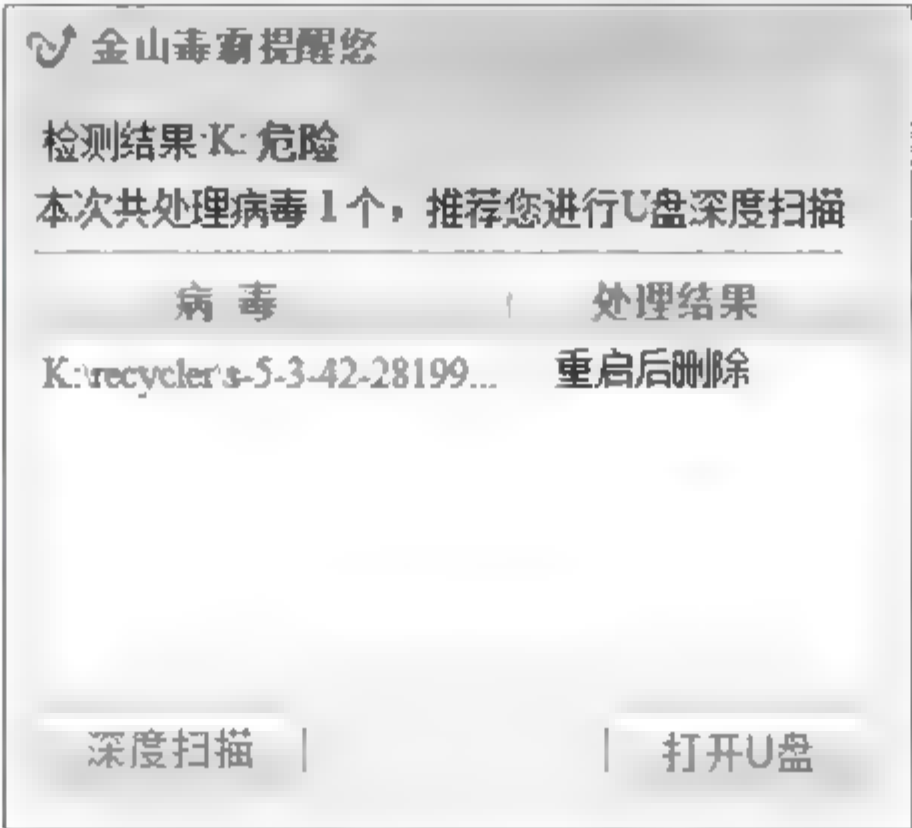 金山毒霸提醒您
检测结果:K: 危险
本次共处理病毒 1 个，推荐您进行U盘深度扫描
病 毒 处理结果
K:\recycler\s-5-3-42-28199... 重启后删除
深度扫描 打开U盘